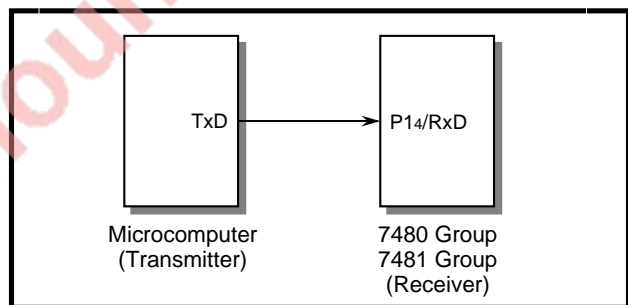 TxD
P14/RxD
Microcomputer
(Transmitter)
7480 Group
7481 Group
(Receiver)